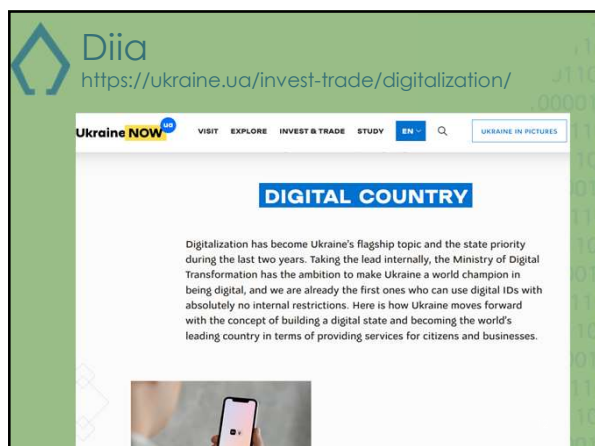 Diia
https://ukraine.ua/invest-trade/digitalization/
Ukraine NOW ua VISIT EXPLORE INVEST & TRADE STUDY EN UKRAINE IN PICTURES
DIGITAL COUNTRY
Digitalization has become Ukraine's flagship topic and the state priority
during the last two years. Taking the lead internally, the Ministry of Digital
Transformation has the ambition to make Ukraine a world champion in
being digital, and we are already the first ones who can use digital IDs with
absolutely no internal restrictions. Here is how Ukraine moves forward
with the concept of building a digital state and becoming the world's
leading country in terms of providing services for citizens and businesses.